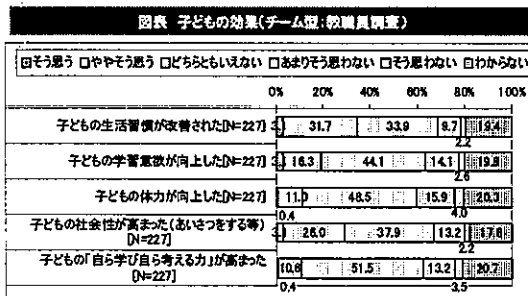 図表 子どもの効果(チーム型:教職員調査)
□そう思う □ややそう思う □どちらともいえない □あまりそう思わない □そう思わない □わからない
0% 20% 40% 60% 80% 100%
子どもの生活習慣が改善された[N=227] 31.7 33.9 8.7 19.4
2.2
子どもの学習意欲が向上した[N=227] 16.3 44.1 14.1 19.8
2.6
子どもの体力が向上した[N=227] 11.0 48.5 15.9 20.3
0.4 4.0
子どもの社会性が高まった(あいさつをする等) 26.0 37.9 13.2 17.6
[N=227] 2.2
子どもの「自ら学び自ら考える力」が高まった 10.6 51.5 13.2 20.7
[N=227] 0.4 3.5